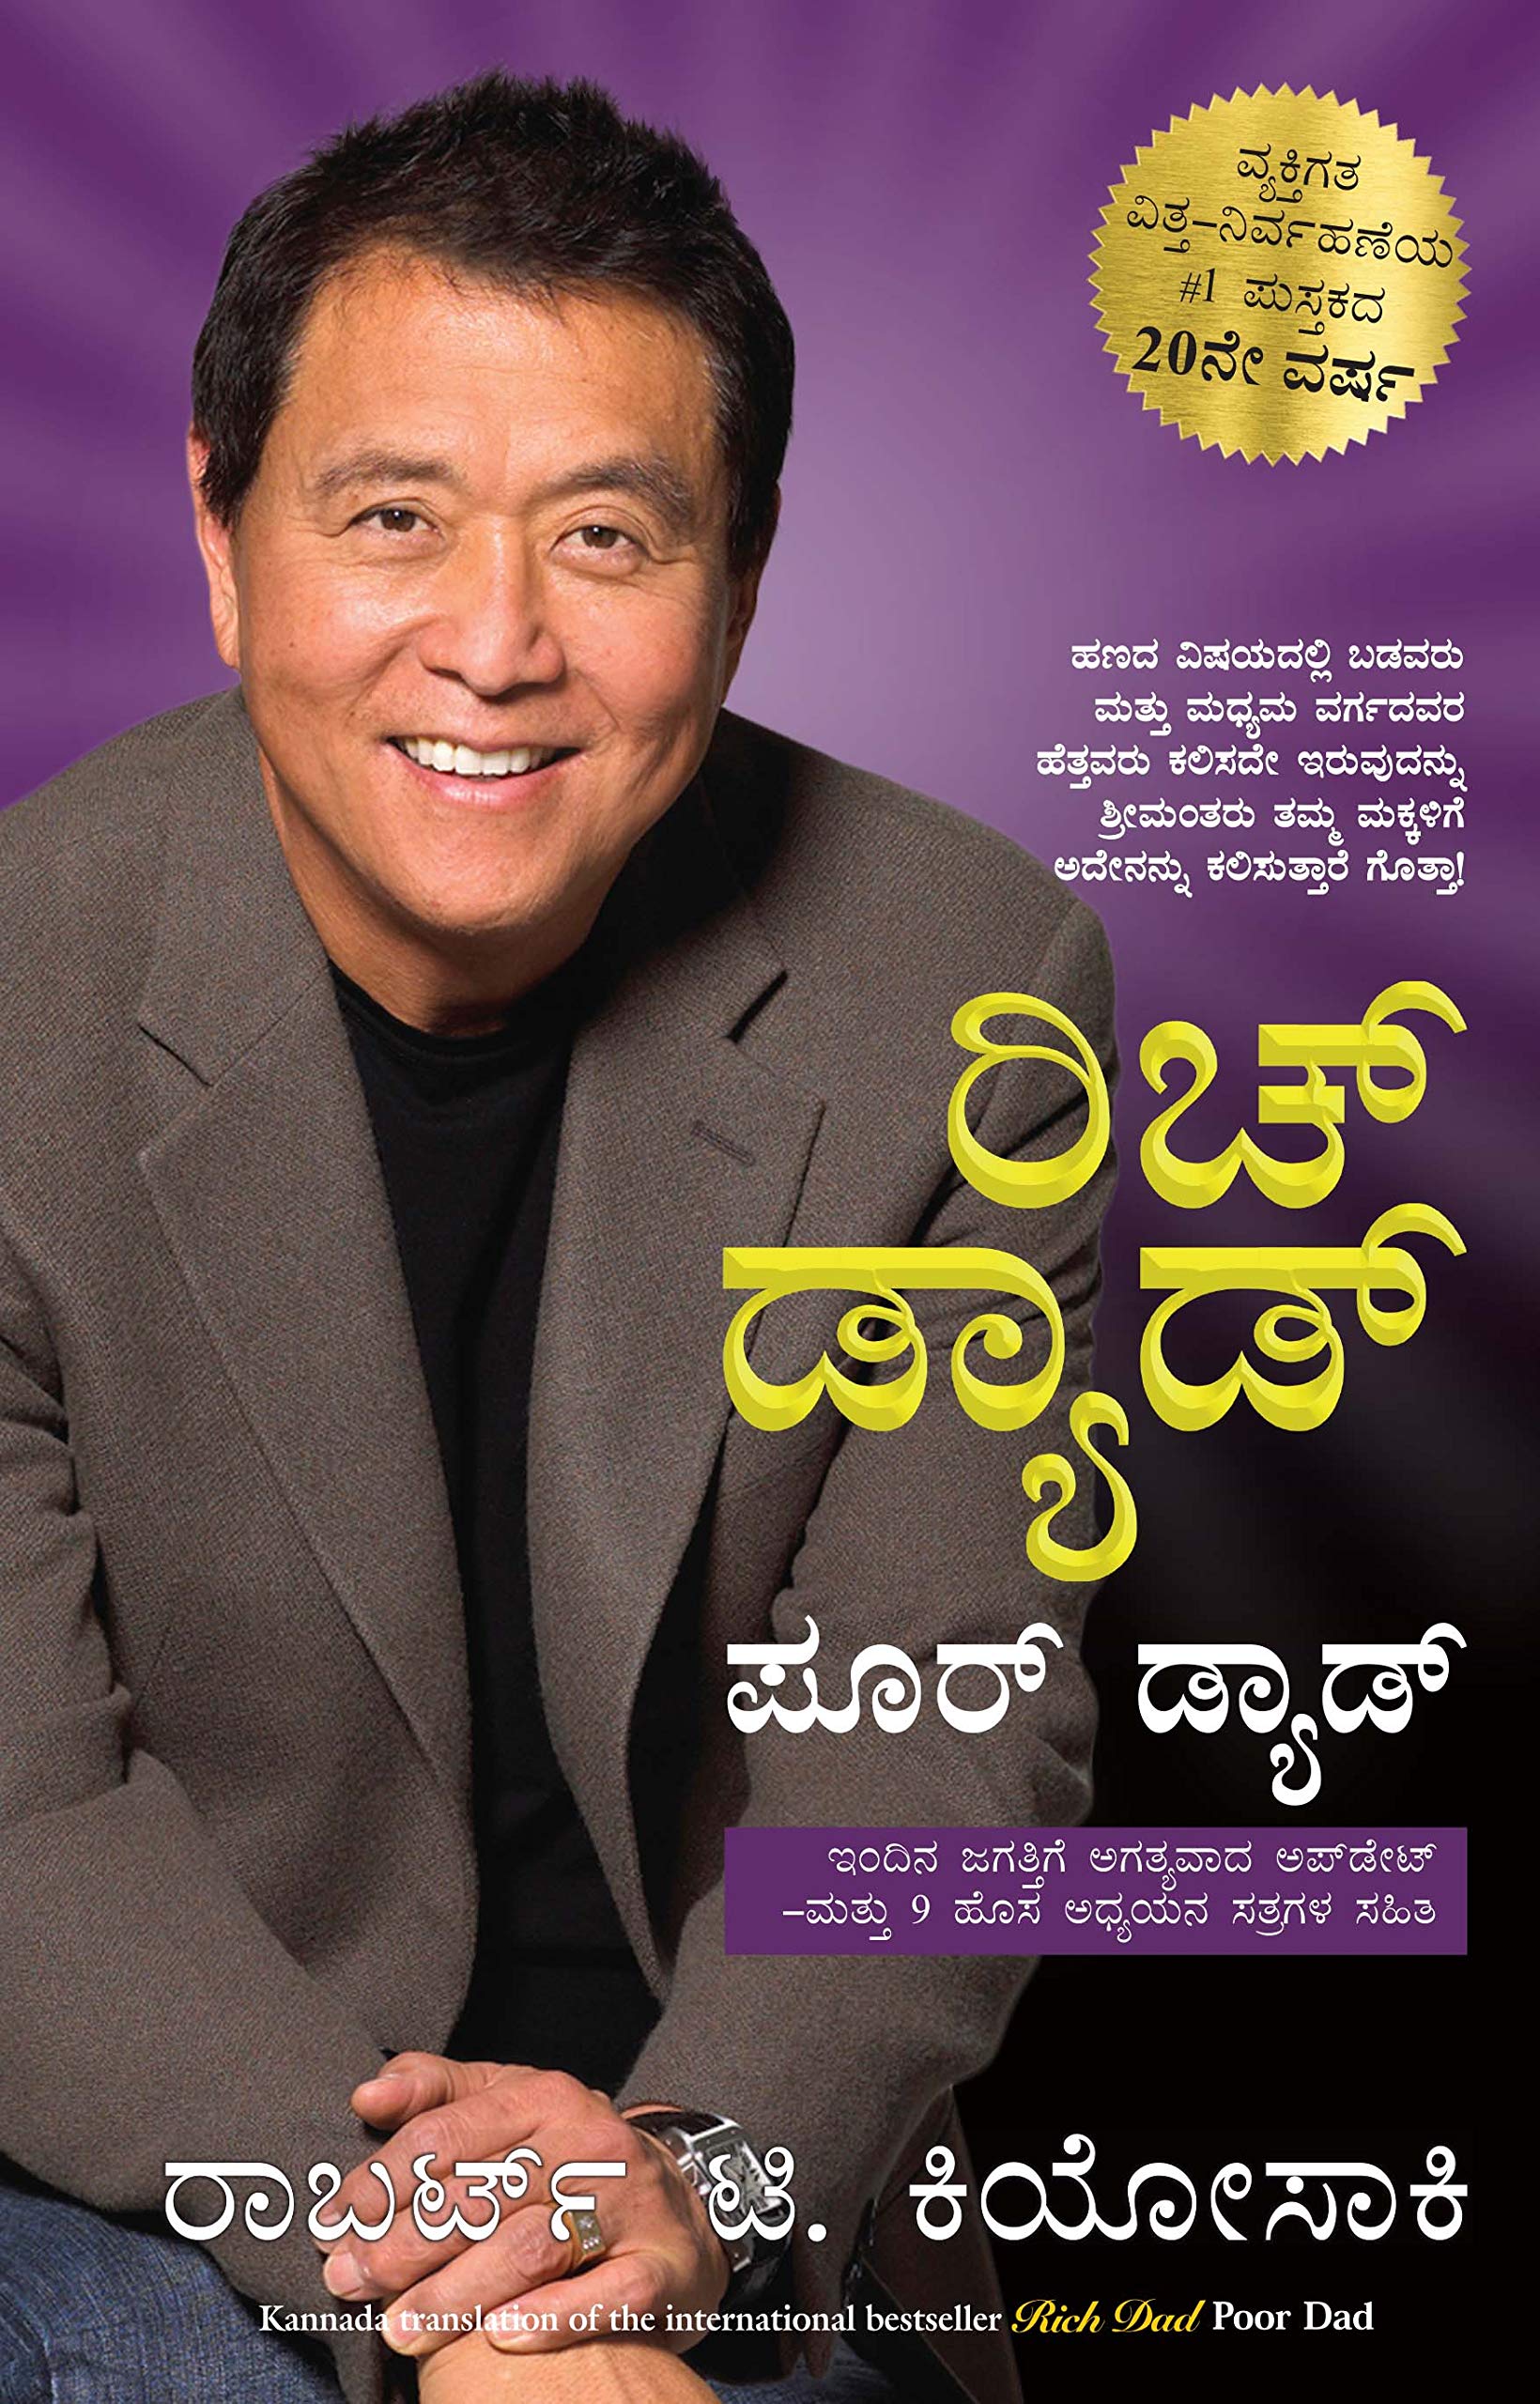 ವ್ಯಕ್ತಿಗತ
ವಿತ್ತ–ನಿರ್ವಹಣೆಯ
#1 ಪುಸ್ತಕದ
20ನೇ ವರ್ಷ
ಹಣದ ವಿಷಯದಲ್ಲಿ ಬಡವರು
ಮತ್ತು ಮಧ್ಯಮ ವರ್ಗದವರ
ಹೆತ್ತವರು ಕಲಿಸದೇ ಇರುವುದನ್ನು
ಶ್ರೀಮಂತರು ತಮ್ಮ ಮಕ್ಕಳಿಗೆ
ಅದೇನನ್ನು ಕಲಿಸುತ್ತಾರೆ ಗೊತ್ತಾ!
ರಿಚ್
ಡ್ಯಾಡ್
ಪೂರ್ ಡ್ಯಾಡ್
ಇಂದಿನ ಜಗತ್ತಿಗೆ ಅಗತ್ಯವಾದ ಅಪ್‌ಡೇಟ್
–ಮತ್ತು 9 ಹೊಸ ಅಧ್ಯಯನ ಸತ್ರಗಳ ಸಹಿತ
ರಾಬರ್ಟ್ ಟಿ. ಕಿಯೋಸಾಕಿ
Kannada translation of the international bestseller Rich Dad Poor Dad